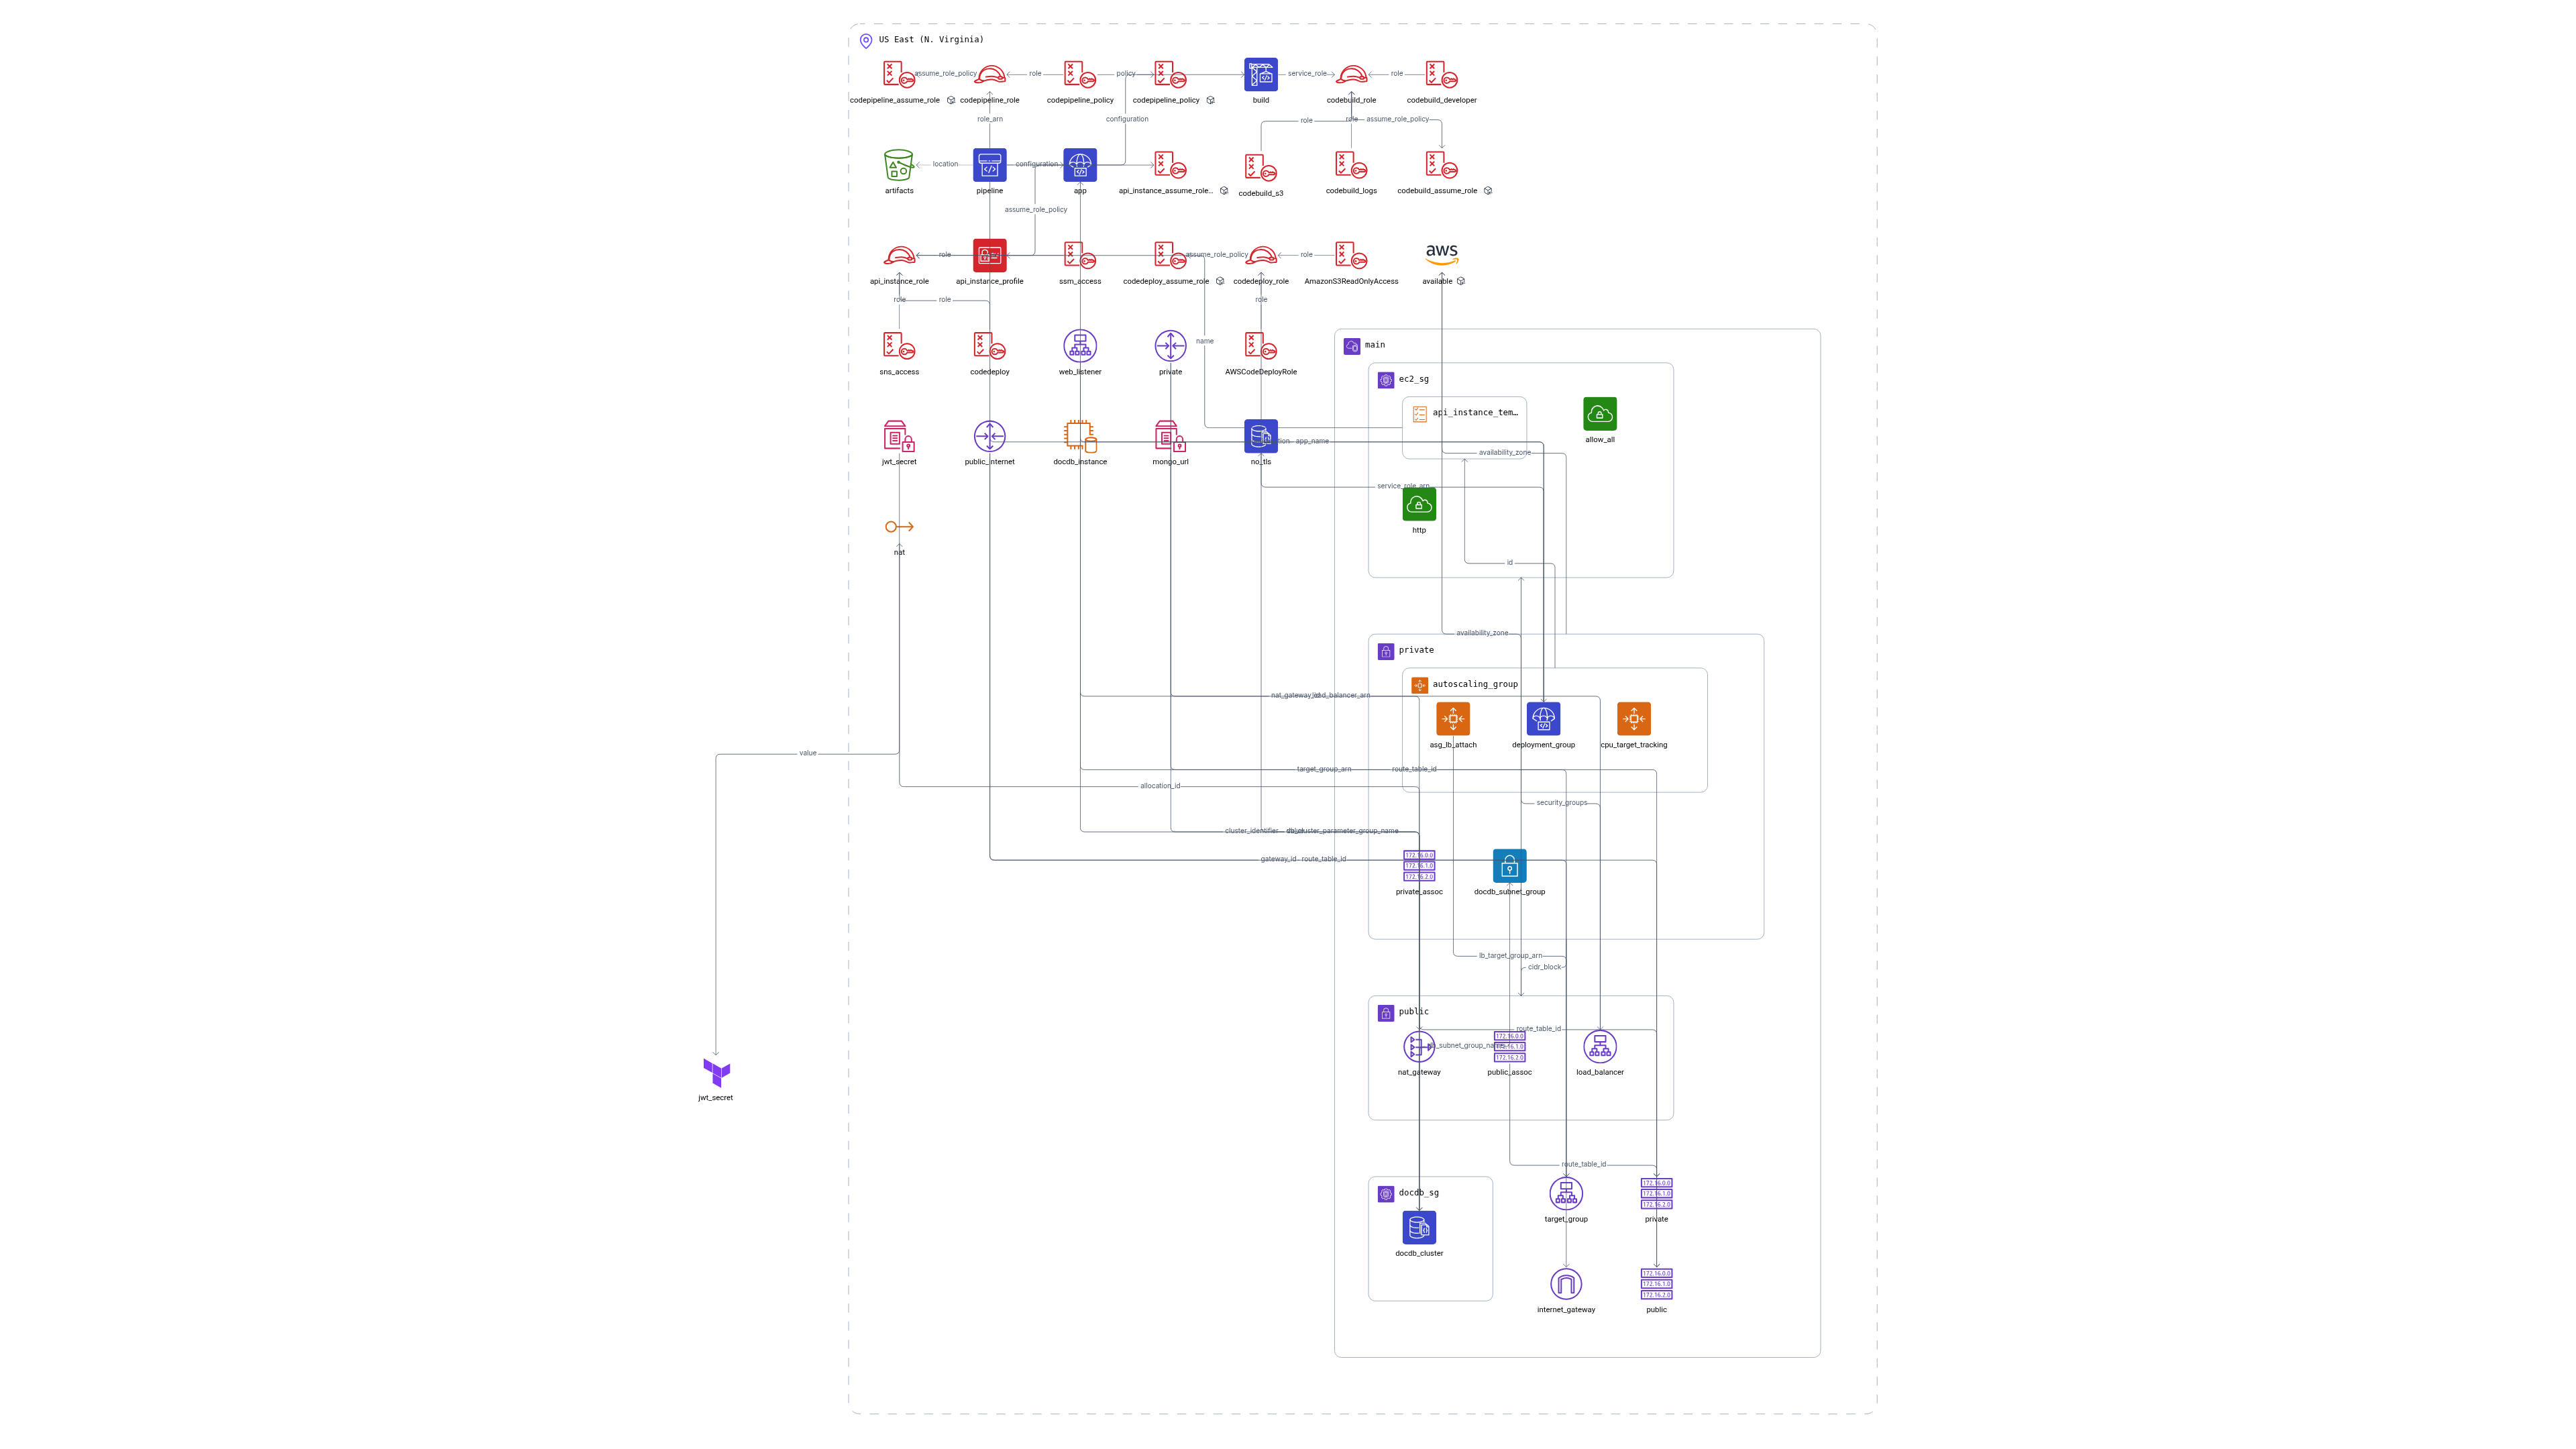 US East (N. Virginia)
assume_role_policy
role
policy
service_role
role
codepipeline_assume_role
codepipeline_role
codepipeline_policy
codepipeline_policy
build
codebuild_role
codebuild_developer
role_arn
configuration
role
role
assume_role_policy
location
configuration
artifacts
pipeline
app
api_instance_assume_role...
codebuild_s3
codebuild_logs
codebuild_assume_role
assume_role_policy
role
assume_role_policy
role
aws
api_instance_role
api_instance_profile
ssm_access
codedeploy_assume_role
codedeploy_role
AmazonS3ReadOnlyAccess
available
role
role
role
name
main
sns_access
codedeploy
web_listener
private
AWSCodeDeployRole
ec2_sg
api_instance_tem...
allow_all
app_name
availability_zone
jwt_secret
public_internet
docdb_instance
mongo_url
no_tls
service_role_arn
http
nat
id
availability_zone
private
autoscaling_group
nat_gateway_id
load_balancer_arn
asg_lb_attach
deployment_group
cpu_target_tracking
value
target_group_arn
route_table_id
allocation_id
security_groups
cluster_identifier
db_cluster_parameter_group_name
gateway_id
route_table_id
172.16.0.0
172.16.1.0
172.16.2.0
private_assoc
docdb_subnet_group
lb_target_group_arn
cidr_block
public
route_table_id
172.16.0.0
172.16.1.0
172.16.2.0
db_subnet_group_name
nat_gateway
public_assoc
load_balancer
jwt_secret
route_table_id
docdb_sg
172.16.0.0
172.16.1.0
172.16.2.0
target_group
private
docdb_cluster
172.16.0.0
172.16.1.0
172.16.2.0
internet_gateway
public